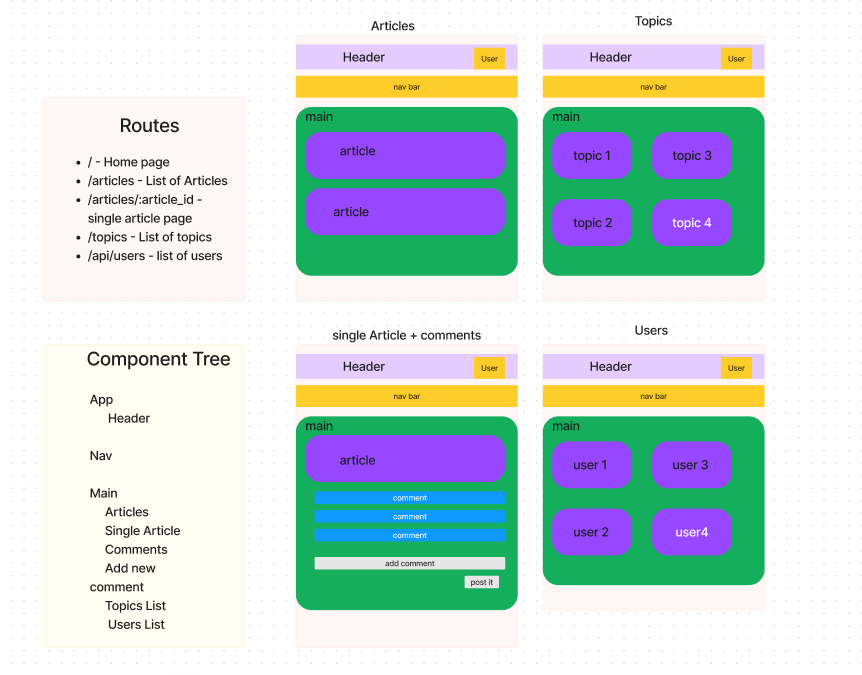 Routes
/ - Home page
/articles - List of Articles
/articles/:article_id -
single article page
/topics - List of topics
/api/users - list of users
Articles
Header
User
nav bar
main
article
article
Topics
Header
User
nav bar
main
topic 1
topic 3
topic 2
topic 4
Component Tree
App
Header
Nav
Main
Articles
Single Article
Comments
Add new
comment
Topics List
Users List
single Article + comments
Header
User
nav bar
main
article
comment
comment
comment
add comment
post it
Users
Header
User
nav bar
main
user 1
user 3
user 2
user4